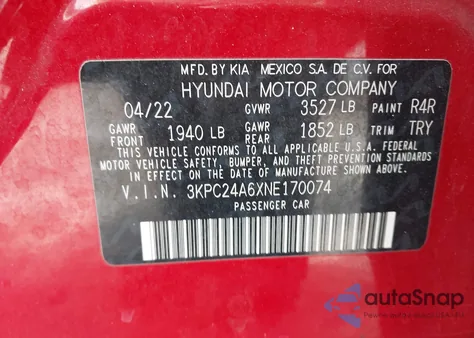 MFD BY KIA MEXICO S.A. DE C.V. FOR
HYUNDAI MOTOR COMPANY
04/22 GVWR 3527 LB PAINT R4R
GAWR FRONT 1940 LB GAWR REAR 1852 LB TRIM TRY
THIS VEHICLE CONFORMS TO ALL APPLICABLE U.S.A. FEDERAL
MOTOR VEHICLE SAFETY, BUMPER, AND THEFT PREVENTION STANDARDS
IN EFFECT ON THE DATE OF MANUFACTURE SHOWN ABOVE.
V.I.N. 3KPC24A6XNE170074
PASSENGER CAR
autoSnap